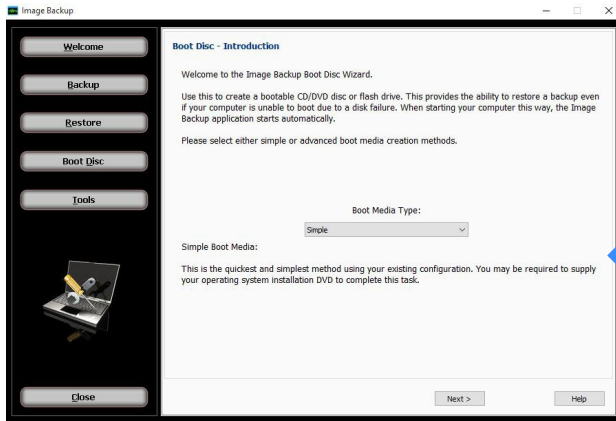 Image Backup
Welcome
Backup
Restore
Boot Disc
Tools
Close
Boot Disc - Introduction
Welcome to the Image Backup Boot Disc Wizard.
Use this to create a bootable CD/DVD disc or flash drive. This provides the ability to restore a backup even
if your computer is unable to boot due to a disk failure. When starting your computer this way, the Image
Backup application starts automatically.
Please select either simple or advanced boot media creation methods.
Boot Media Type:
Simple
Simple Boot Media:
This is the quickest and simplest method using your existing configuration. You may be required to supply
your operating system installation DVD to complete this task.
Next >
Help